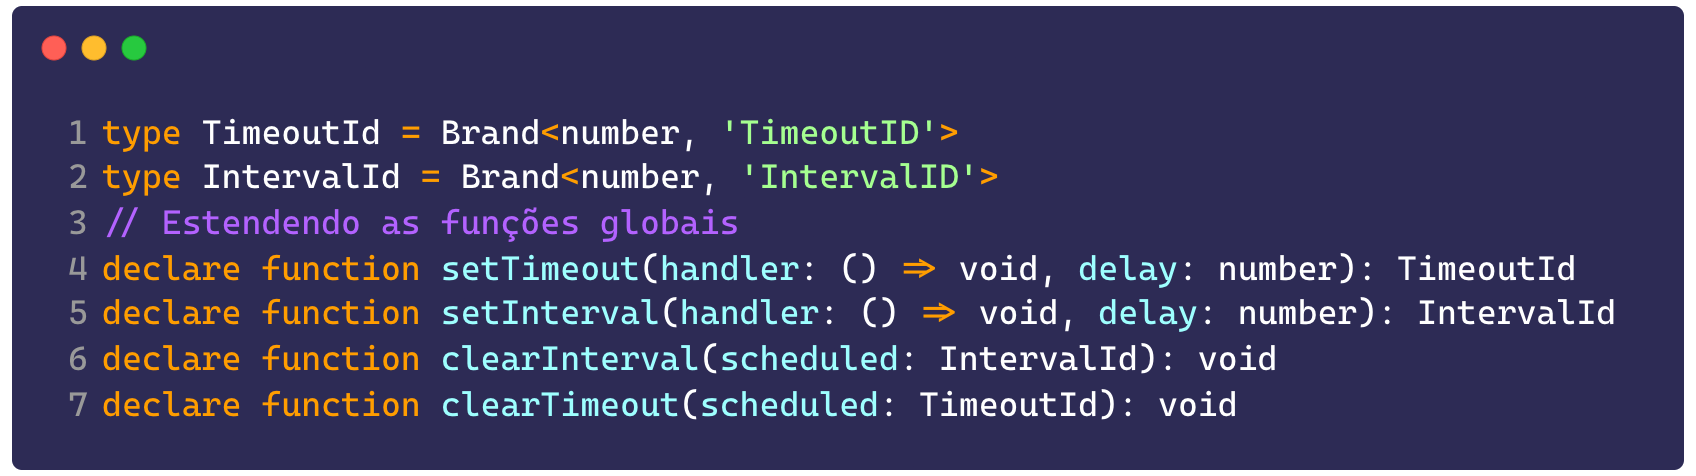 1 type TimeoutId = Brand<number, 'TimeoutID'>
2 type IntervalId = Brand<number, 'IntervalID'>
3 // Estendendo as funções globais
4 declare function setTimeout(handler: () => void, delay: number): TimeoutId
5 declare function setInterval(handler: () => void, delay: number): IntervalId
6 declare function clearInterval(scheduled: IntervalId): void
7 declare function clearTimeout(scheduled: TimeoutId): void